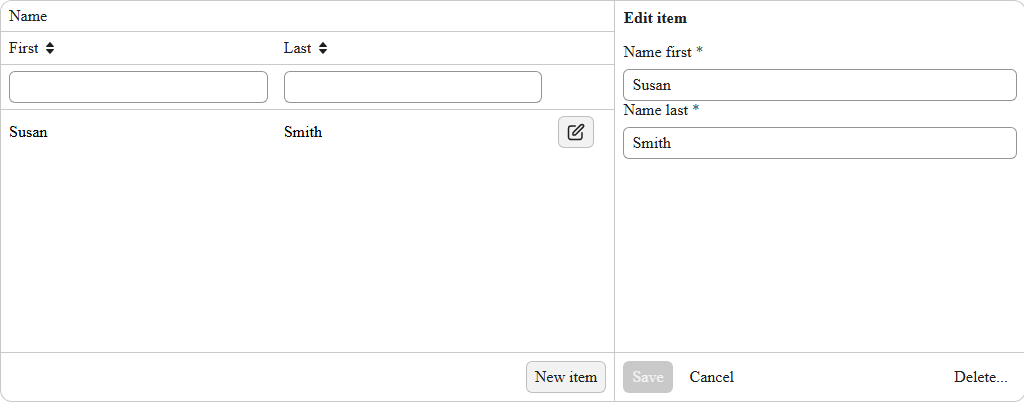 Name
First
Last
Susan
Smith
New item
Edit item
Name first *
Susan
Name last *
Smith
Save
Cancel
Delete...